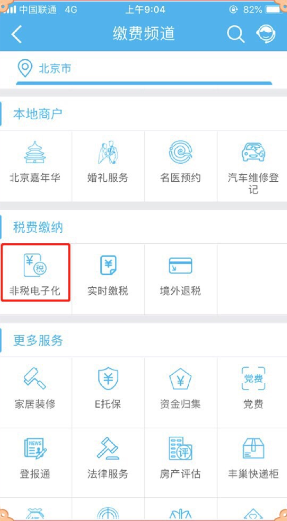 中国联通 4G 上午9:04 82%
缴费频道
北京市
本地商户
北京嘉年华 婚礼服务 名医预约 汽车维修登记
税费缴纳
非税电子化 实时缴税 境外退税
更多服务
家居装修 E托保 资金归集 党费
党费
登报通 法律服务 房产评估 丰巢快递柜
NEWS
评